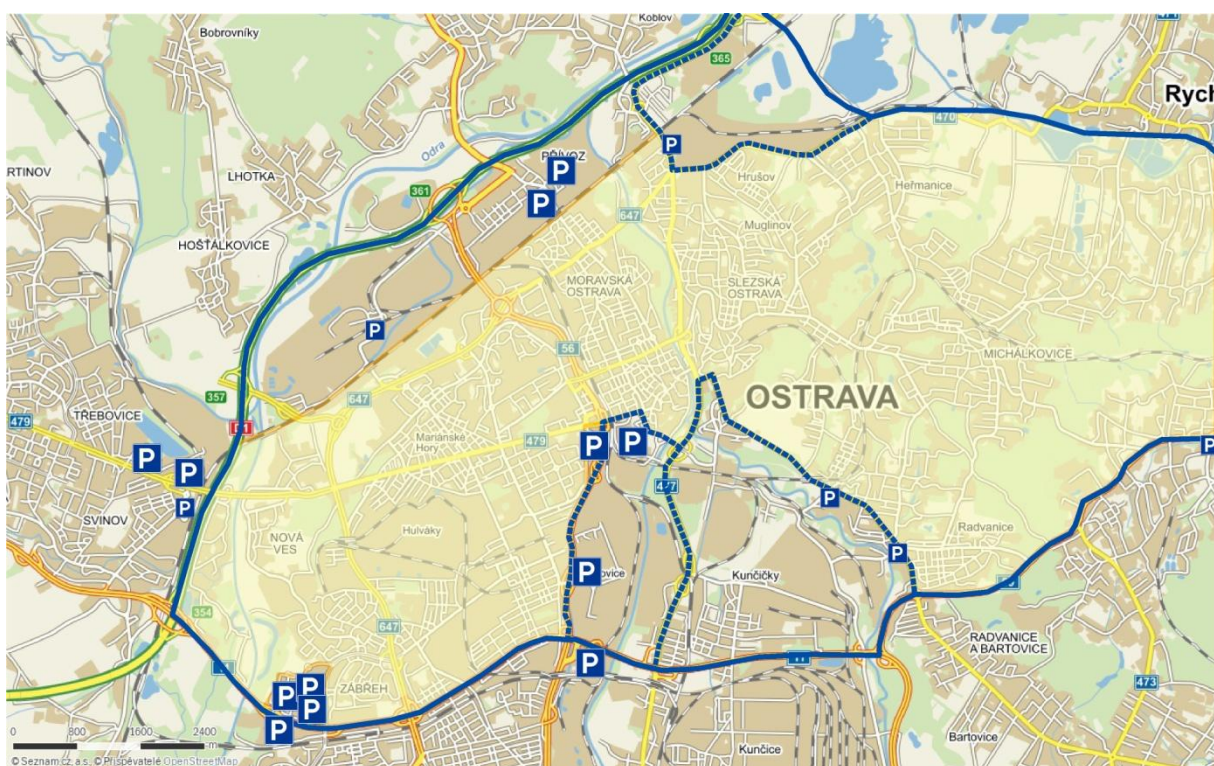 Koblov
Bobrovníky
365
Rych
470
Odra
PŘÍVOZ
P
RTINOV
LHOTKA
361
P
P
Hrušov
Heřmanice
647
Muglinov
HOŠŤÁLKOVICE
MORAVSKÁ
OSTRAVA
SLEZSKÁ
OSTRAVA
P
56
MICHÁLKOVICE
357
647
OSTRAVA
TŘEBOVICE
479
Mariánské
Hory
479
P
P
P
P
P
P
477
P
SVINOV
NOVÁ
VES
Hulváky
Radvanice
P
P
Kunčičky
354
647
RADVANICE
A BARTOVICE
11
P
ZÁBŘEH
P
P
P
P
473
Bartovice
0 800 1600 2400
m
Kunčice
© Seznam.cz, a.s., © Přispěvatelé OpenStreetMap